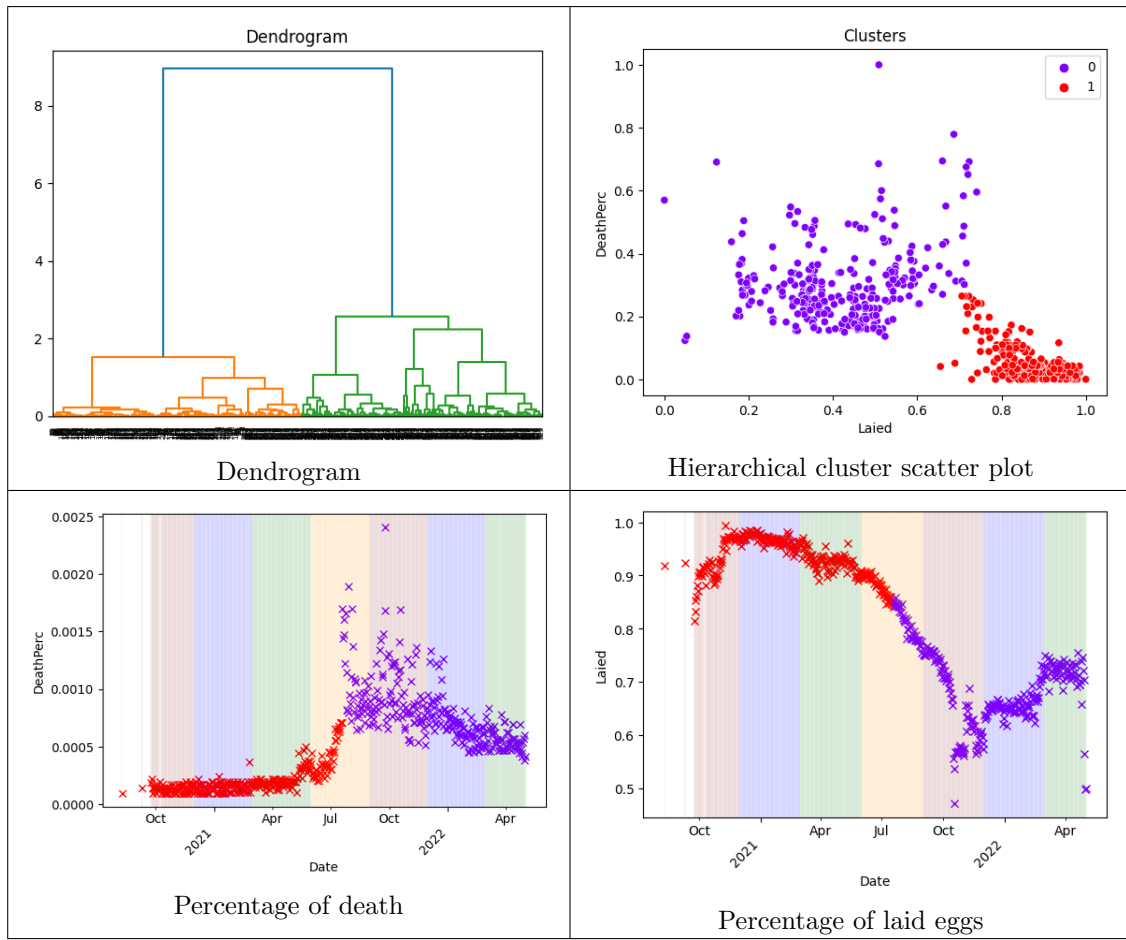 Dendrogram
8
6
4
2
0
Dendrogram
Clusters
0
1
1.0
0.8
0.6
0.4
0.2
0.0
DeathPerc
0.0 0.2 0.4 0.6 0.8 1.0
Laied
Hierarchical cluster scatter plot
0.0025
0.0020
0.0015
0.0010
0.0005
0.0000
DeathPerc
Oct 2021 Apr Jul Oct 2022 Apr
Date
Percentage of death
1.0
0.9
0.8
0.7
0.6
0.5
Laied
Oct 2021 Apr Jul Oct 2022 Apr
Date
Percentage of laid eggs